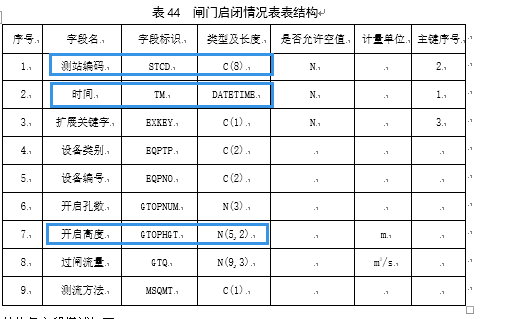 表 44 闸门启闭情况表表结构
序号 字段名 字段标识 类型及长度 是否允许空值 计量单位 主键序号
1. 测站编码 STCD C(8) N 2
2. 时间 TM DATETIME N 1
3. 扩展关键字 EXKEY C(1) N 3
4. 设备类别 EQPTP C(2)
5. 设备编号 EQPNO C(2)
6. 开启孔数 GTOPNUM N(3)
7. 开启高度 GTOPHGT N(5,2) m
8. 过闸流量 GTQ N(9,3) m³/s
9. 测流方法 MSQMT C(1)